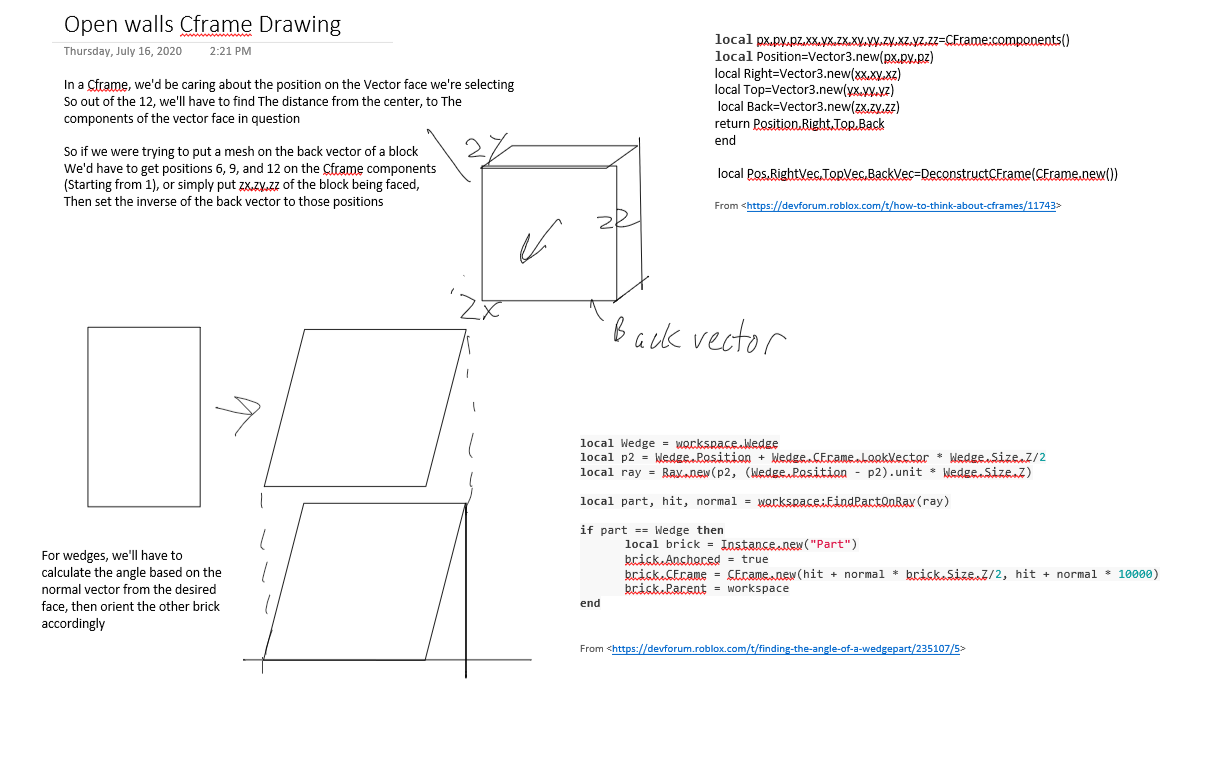 Open walls Cframe Drawing
Thursday, July 16, 2020 2:21 PM
In a Cframe, we'd be caring about the position on the Vector face we're selecting
So out of the 12, we'll have to find The distance from the center, to The
components of the vector face in question
So if we were trying to put a mesh on the back vector of a block
We'd have to get positions 6, 9, and 12 on the Cframe components
(Starting from 1), or simply put zx,zy,zz of the block being faced,
Then set the inverse of the back vector to those positions
local px,py,pz,xx,yx,zx,xy,yy,zy,xz,yz,zz=CFrame:components()
local Position=Vector3.new(px,py,pz)
local Right=Vector3.new(xx,xy,xz)
local Top=Vector3.new(yx,yy,yz)
local Back=Vector3.new(zx,zy,zz)
return Position,Right,Top,Back
end
local Pos,RightVec,TopVec,BackVec=DeconstructCFrame(CFrame.new())
From <https://devforum.roblox.com/t/how-to-think-about-cframes/11743>
zy
zz
zx
Back vector
For wedges, we'll have to
calculate the angle based on the
normal vector from the desired
face, then orient the other brick
accordingly
local Wedge = workspace.Wedge
local p2 = Wedge.Position + Wedge.CFrame.LookVector * Wedge.Size.Z/2
local ray = Ray.new(p2, (Wedge.Position - p2).unit * Wedge.Size.Z)
local part, hit, normal = workspace:FindPartOnRay(ray)
if part == Wedge then
local brick = Instance.new("Part")
brick.Anchored = true
brick.CFrame = CFrame.new(hit + normal * brick.Size.Z/2, hit + normal * 10000)
brick.Parent = workspace
end
From <https://devforum.roblox.com/t/finding-the-angle-of-a-wedgepart/235107/5>